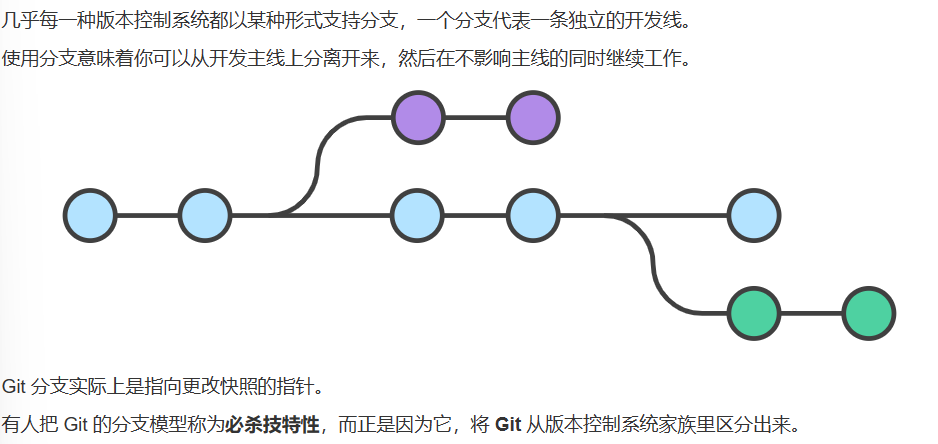 几乎每一种版本控制系统都以某种形式支持分支，一个分支代表一条独立的开发线。
使用分支意味着你可以从开发主线上分离开来，然后在不影响主线的同时继续工作。
Git 分支实际上是指向更改快照的指针。
有人把 Git 的分支模型称为必杀技特性，而正是因为它，将 Git 从版本控制系统家族里区分出来。